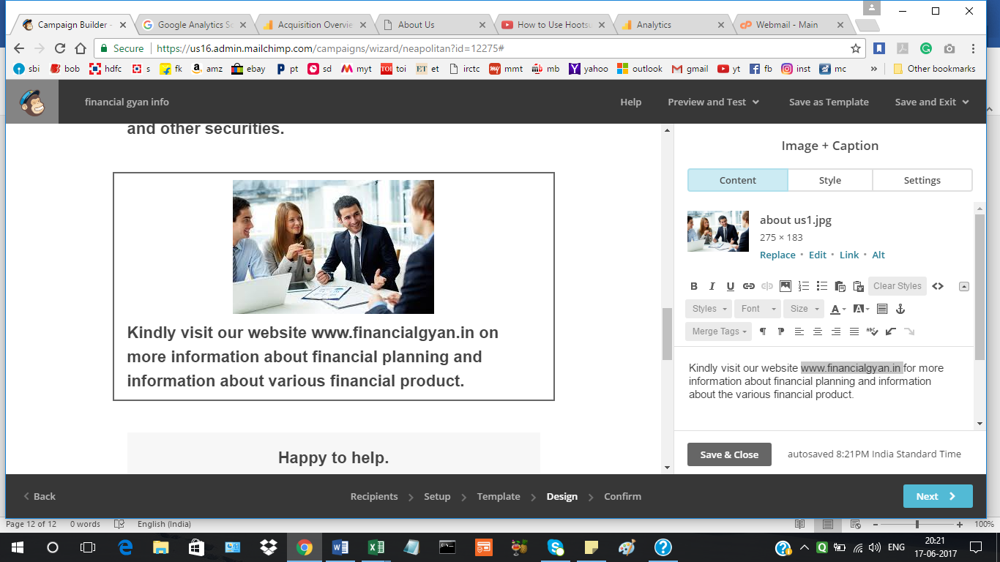 Campaign Builder -
Google Analytics Sc
Acquisition Overvie
About Us
How to Use Hootsu
Analytics
Webmail - Main
Secure https://us16.admin.mailchimp.com/campaigns/wizard/neapolitan?id=12275#
sbi bob hdfc s fk amz ebay pt sd myt toi et irctc mmt mb yahoo outlook gmail yt fb inst mc » Other bookmarks
financial gyan info Help Preview and Test Save as Template Save and Exit
and other securities.
Kindly visit our website www.financialgyan.in on
more information about financial planning and
information about various financial product.
Happy to help.
Image + Caption
Content Style Settings
about us1.jpg
275 × 183
Replace • Edit • Link • Alt
B I U Clear Styles <>
Styles Font Size A A
Merge Tags
Kindly visit our website www.financialgyan.in for more
information about financial planning and information
about the various financial product.
Save & Close autosaved 8:21PM India Standard Time
Back Recipients Setup Template Design Confirm Next
Page 12 of 12 0 words English (India) 100%
ENG 20:21
17-06-2017